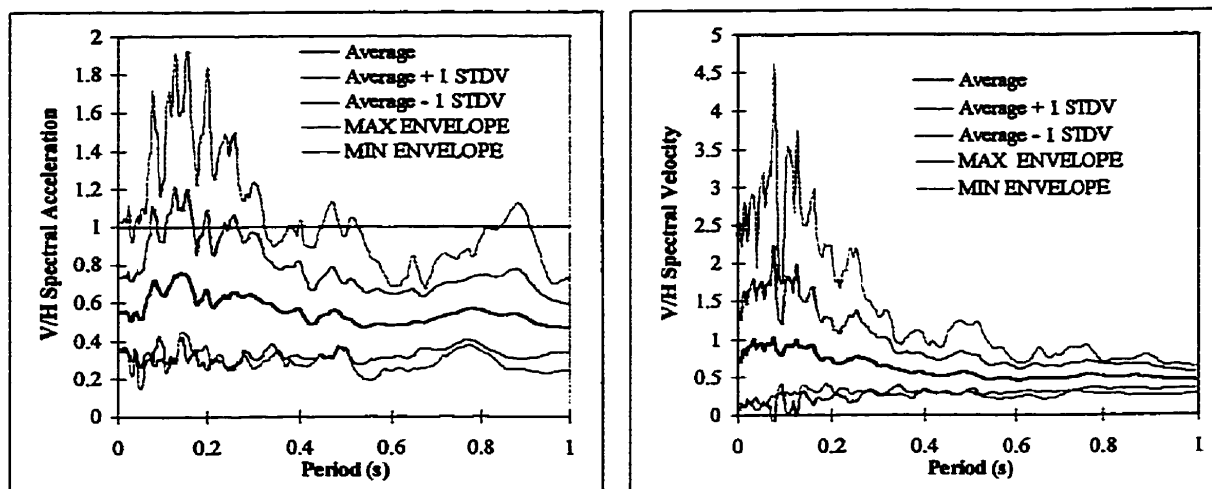 V/H Spectral Acceleration
2
1.8
1.6
1.4
1.2
1
0.8
0.6
0.4
0.2
0
Average
Average + 1 STDV
Average - 1 STDV
MAX ENVELOPE
MIN ENVELOPE
0 0.2 0.4 0.6 0.8 1
Period (s)
V/H Spectral Velocity
5
4.5
4
3.5
3
2.5
2
1.5
1
0.5
0
Average
Average + 1 STDV
Average - 1 STDV
MAX ENVELOPE
MIN ENVELOPE
0 0.2 0.4 0.6 0.8 1
Period (s)